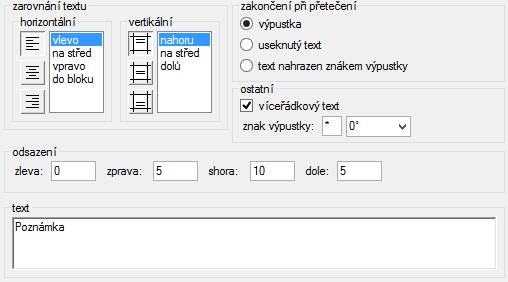 zarovnání textu
horizontální
vlevo
na střed
vpravo
do bloku
vertikální
nahoru
na střed
dolů
zakončení při přetečení
výpustka
useknutý text
text nahrazen znákem výpustky
ostatní
víceřádkový text
znak výpustky: * 0°
odsazení
zleva: 0 zprava: 5 shora: 10 dole: 5
text
Poznámka